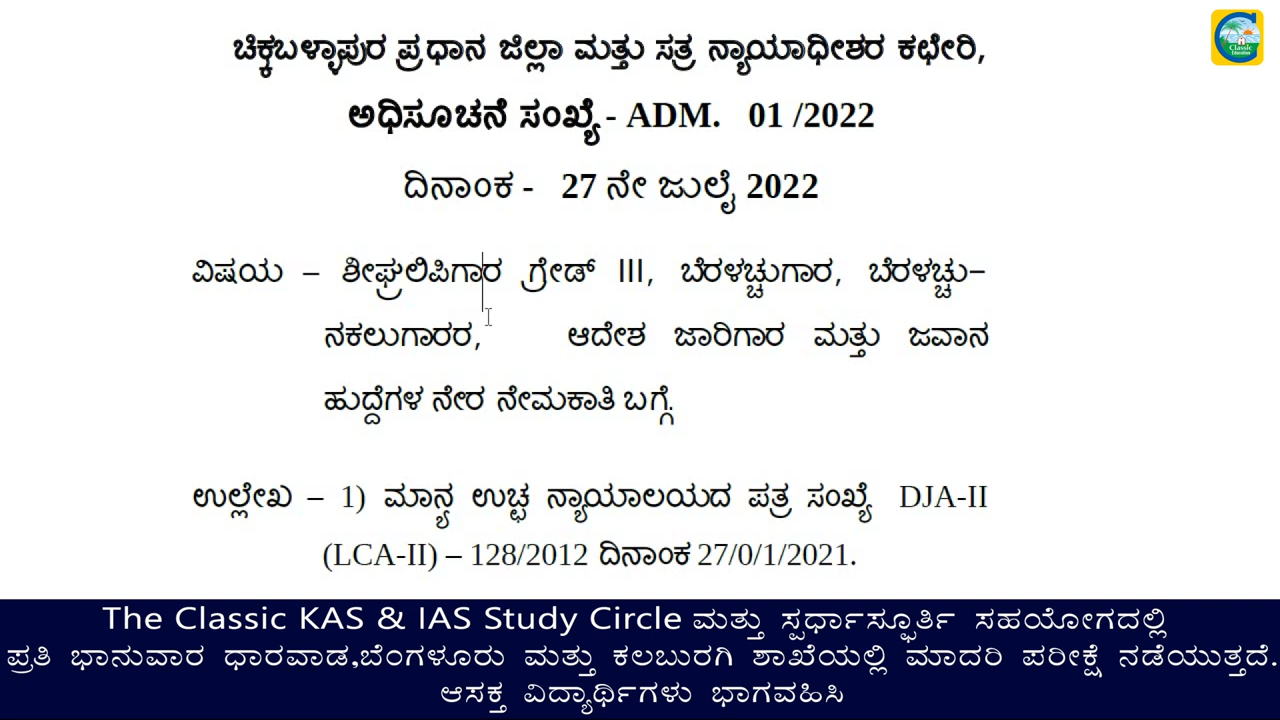 ಚಿಕ್ಕಬಳ್ಳಾಪುರ ಪ್ರಧಾನ ಜಿಲ್ಲಾ ಮತ್ತು ಸತ್ರ ನ್ಯಾಯಾಧೀಶರ ಕಛೇರಿ,
ಅಧಿಸೂಚನೆ ಸಂಖ್ಯೆ - ADM. 01 /2022
ದಿನಾಂಕ - 27 ನೇ ಜುಲೈ 2022
ವಿಷಯ – ಶೀಘ್ರಲಿಪಿಗಾರ ಗ್ರೇಡ್ III, ಬೆರಳಚ್ಚುಗಾರ, ಬೆರಳಚ್ಚು–
ನಕಲುಗಾರರ, ಆದೇಶ ಜಾರಿಗಾರ ಮತ್ತು ಜವಾನ
ಹುದ್ದೆಗಳ ನೇರ ನೇಮಕಾತಿ ಬಗ್ಗೆ.
ಉಲ್ಲೇಖ – 1) ಮಾನ್ಯ ಉಚ್ಛ ನ್ಯಾಯಾಲಯದ ಪತ್ರ ಸಂಖ್ಯೆ DJA-II
(LCA-II) – 128/2012 ದಿನಾಂಕ 27/0/1/2021.
The Classic KAS & IAS Study Circle ಮತ್ತು ಸ್ಪರ್ಧಾಸ್ಫೂರ್ತಿ ಸಹಯೋಗದಲ್ಲಿ
ಪ್ರತಿ ಭಾನುವಾರ ಧಾರವಾಡ,ಬೆಂಗಳೂರು ಮತ್ತು ಕಲಬುರಗಿ ಶಾಖೆಯಲ್ಲಿ ಮಾದರಿ ಪರೀಕ್ಷೆ ನಡೆಯುತ್ತದೆ.
ಆಸಕ್ತ ವಿದ್ಯಾರ್ಥಿಗಳು ಭಾಗವಹಿಸಿ
Classic
Education